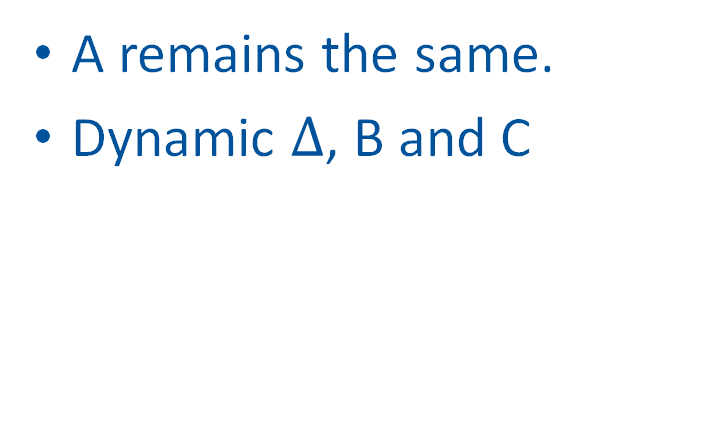 • A remains the same.
• Dynamic Δ, B and C